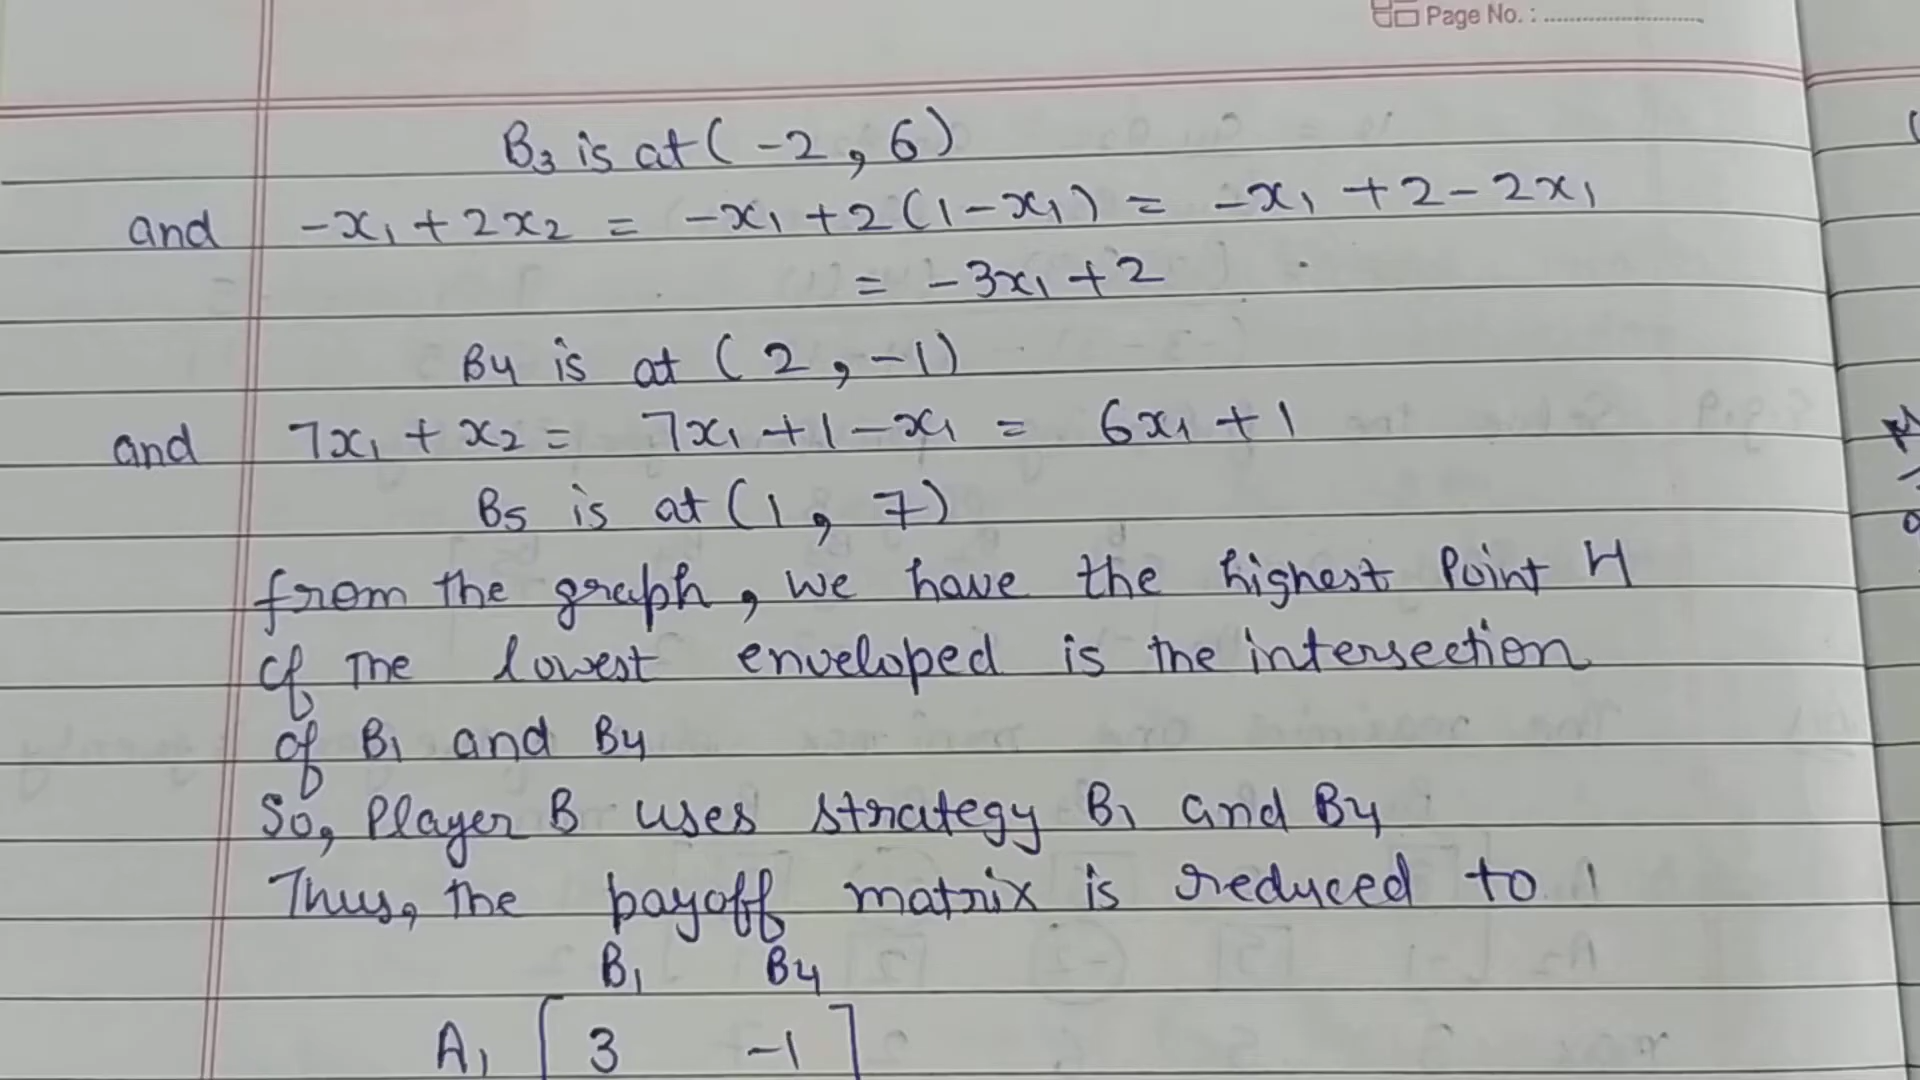 Page No. :
B3 is at (-2, 6)
and -x1 + 2x2 = -x1 + 2(1-x1) = -x1 + 2 - 2x1
= -3x1 + 2
B4 is at (2, -1)
and 7x1 + x2 = 7x1 + 1 - x1 = 6x1 + 1
B5 is at (1, 7)
from the graph, we have the highest Point H
of The lowest enveloped is the intersection
of B1 and B4
So, Player B uses strategy B1 and B4
Thus, the payoff matrix is reduced to
B1 B4
A1 [ 3 -1 ]